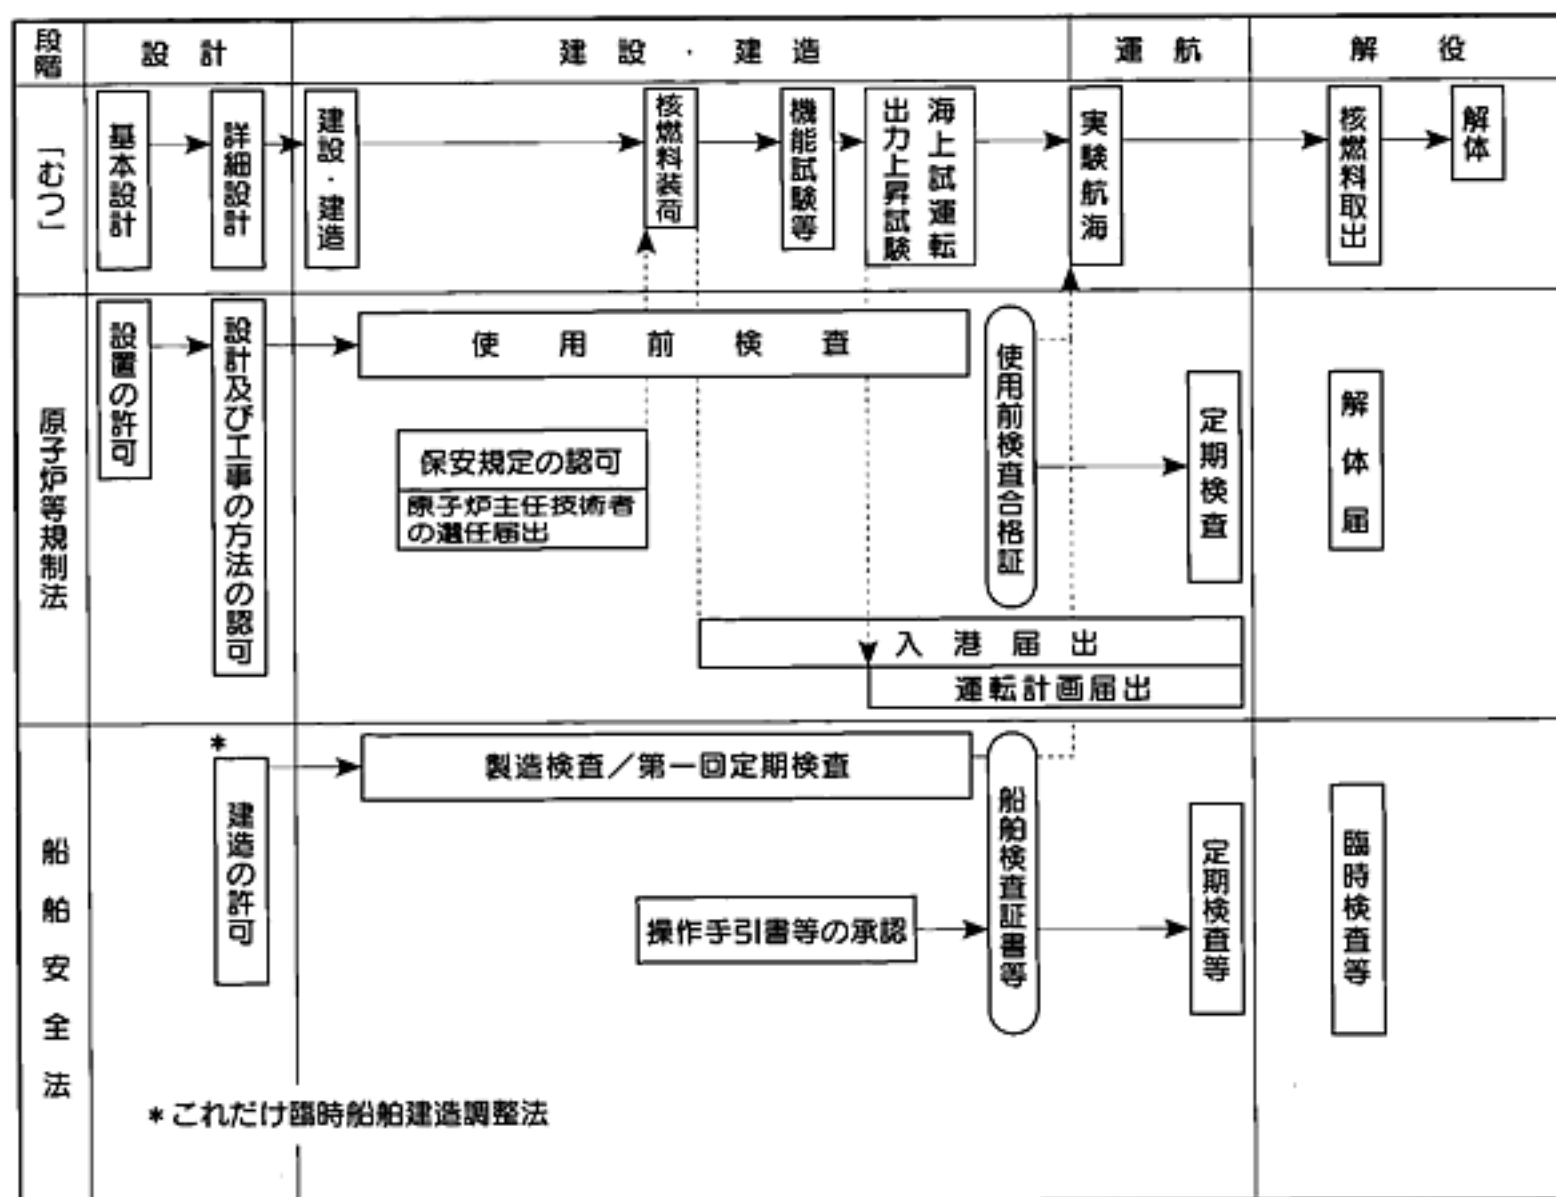 段階
設計
建設・建造
運航
解役
「むつ」
基本設計
詳細設計
建設・建造
核燃料装荷
機能試験等
海上試運転
出力上昇試験
実験航海
核燃料取出
解体
原子炉等規制法
設置の許可
設計及び工事の方法の認可
使用前検査
保安規定の認可
原子炉主任技術者
の選任届出
使用前検査合格証
定期検査
解体届
入港届出
運転計画届出
船舶安全法
*
建造の許可
製造検査/第一回定期検査
操作手引書等の承認
船舶検査証書等
定期検査等
臨時検査等
*これだけ臨時船舶建造調整法